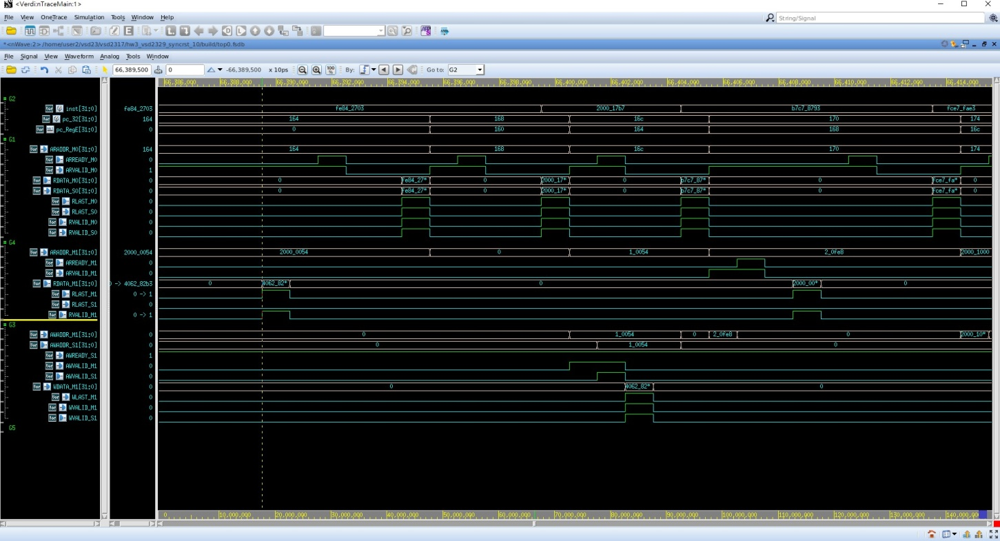 <Verdi:nTraceMain:1>
File View OneTrace Simulation Tools Window Help
String/Signal
*<nWave:2> /home/user2/vsd23/vsd2317/hw3_vsd2329_syncrst_10/build/top0.fsdb
File Signal View Waveform Analog Tools Window
66,389,500 0 -66,389,500 x 10ps 100% By: Go to: G2
66,386,000 66,388,000 66,390,000 66,392,000 66,394,000 66,396,000 66,398,000 66,400,000 66,402,000 66,404,000 66,406,000 66,408,000 66,410,000 66,412,000 66,414,000
G2
inst[31:0] fe84_2703 fe84_2703 2000_17b7 b7c7_8793 fce7_fae3
pc_32[31:0] 164 164 168 16c 170 174
pc_RegE[31:0] 0 0 160 164 168 16c
G1
ARADDR_M0[31:0] 164 164 168 16c 170 174
ARREADY_M0 0
ARVALID_M0 1
RDATA_M0[31:0] 0 0 fe84_27* 0 2000_17* 0 b7c7_87* 0 fce7_fa* 0
RDATA_S0[31:0] 0 0 fe84_27* 0 2000_17* 0 b7c7_87* 0 fce7_fa* 0
RLAST_M0 0
RLAST_S0 0
RVALID_M0 0
RVALID_S0 0
G4
ARADDR_M1[31:0] 2000_0054 2000_0054 0 1_0054 2_0fe8 2000_1000
ARREADY_M1 0
ARVALID_M1 0
RDATA_M1[31:0] 0 -> 4062_82b3 0 4062_82* 0 2000_00* 0
RLAST_M1 0 -> 1
RLAST_S1 0
RVALID_M1 0 -> 1
G3
AWADDR_M1[31:0] 0 0 1_0054 0 2_0fe8 0 2000_10*
AWADDR_S1[31:0] 0 0 1_0054 0
AWREADY_S1 1
AWVALID_M1 0
AWVALID_S1 0
WDATA_M1[31:0] 0 0 4062_82* 0
WLAST_M1 0
WVALID_M1 0
WVALID_S1 0
G5
0 10,000,000 20,000,000 30,000,000 40,000,000 50,000,000 60,000,000 70,000,000 80,000,000 90,000,000 100,000,000 110,000,000 120,000,000 130,000,000 140,000,000